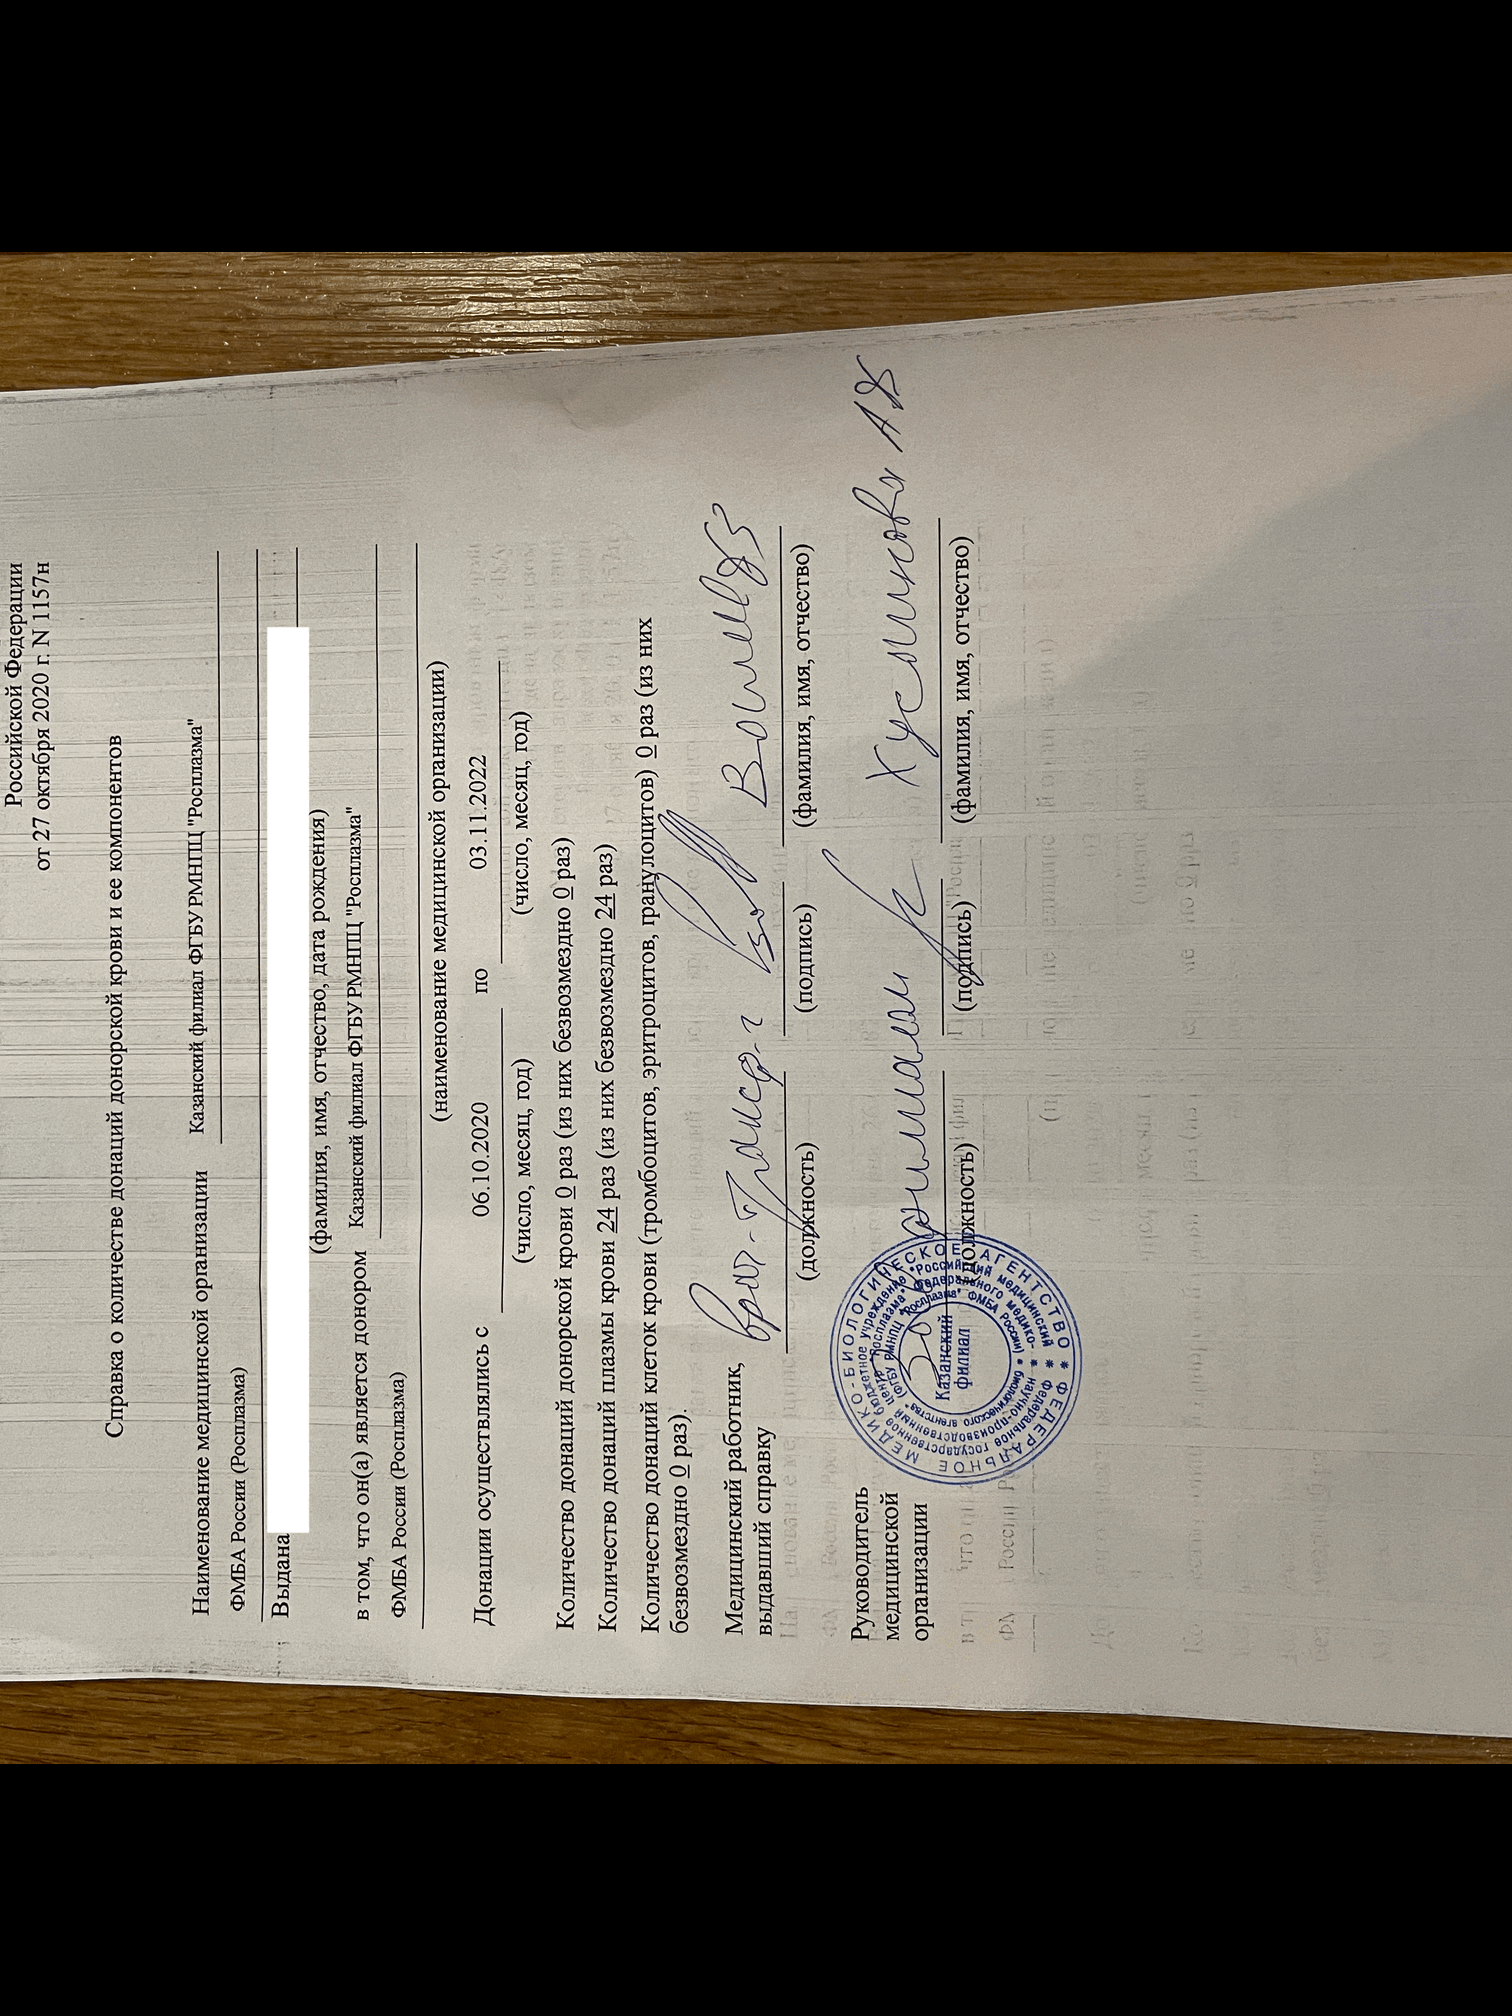 Российской Федерации
от 27 октября 2020 г. N 1157н
Справка о количестве донаций донорской крови и ее компонентов
Наименование медицинской организации Казанский филиал ФГБУ РМНПЦ "Росплазма"
ФМБА России (Росплазма)
Выдана
(фамилия, имя, отчество, дата рождения)
в том, что он(а) является донором Казанский филиал ФГБУ РМНПЦ "Росплазма"
ФМБА России (Росплазма)
(наименование медицинской организации)
Донации осуществлялись с 06.10.2020 по 03.11.2022
(число, месяц, год) (число, месяц, год)
Количество донаций донорской крови 0 раз (из них безвозмездно 0 раз)
Количество донаций плазмы крови 24 раз (из них безвозмездно 24 раз)
Количество донаций клеток крови (тромбоцитов, эритроцитов, гранулоцитов) 0 раз (из них
безвозмездно 0 раз).
Медицинский работник,
выдавший справку врач-
(должность) (подпись) (фамилия, имя, отчество)
Руководитель
медицинской
организации
(должность) (подпись) (фамилия, имя, отчество)
ФЕДЕРАЛЬНОЕ МЕДИКО-БИОЛОГИЧЕСКОЕ АГЕНТСТВО
Федеральное государственное бюджетное учреждение "Российский медицинский
научно-производственный центр "Росплазма" Федерального медико-
биологического агентства" (ФГБУ РМНПЦ "Росплазма" ФМБА России)
Казанский
филиал